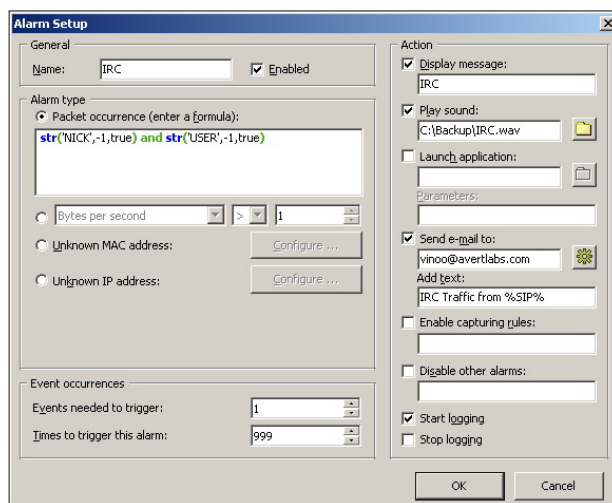 Alarm Setup
General
Name: IRC Enabled
Alarm type
Packet occurrence (enter a formula):
str('NICK',-1,true) and str('USER',-1,true)
Bytes per second > 1
Unknown MAC address: Configure ...
Unknown IP address: Configure ...
Event occurrences
Events needed to trigger: 1
Times to trigger this alarm: 999
Action
Display message:
IRC
Play sound:
C:\Backup\IRC.wav
Launch application:
Parameters:
Send e-mail to:
vinoo@avertlabs.com
Add text:
IRC Traffic from %SIP%
Enable capturing rules:
Disable other alarms:
Start logging
Stop logging
OK Cancel